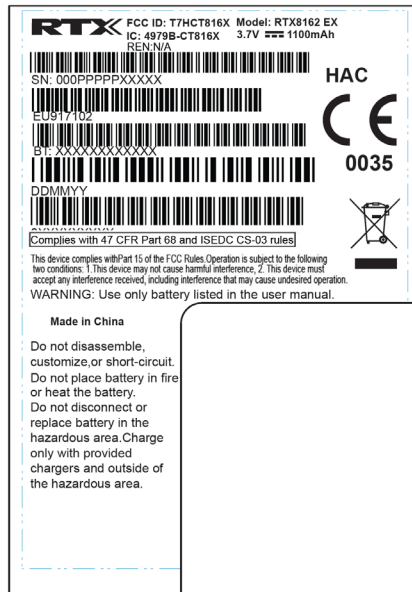 RTX
FCC ID: T7HCT816X Model: RTX8162 EX
IC: 4979B-CT816X 3.7V 1100mAh
REN:N/A
SN: 000PPPPPXXXXX
HAC
EU917102
CE
BT: XXXXXXXXXXXX
0035
DDMMYY
Complies with 47 CFR Part 68 and ISEDC CS-03 rules
This device complies withPart 15 of the FCC Rules.Operation is subject to the following
two conditions: 1.This device may not cause harmful interference, 2. This device must
accept any interference received, including interference that may cause undesired operation.
WARNING: Use only battery listed in the user manual.
Made in China
Do not disassemble,
customize,or short-circuit.
Do not place battery in fire
or heat the battery.
Do not disconnect or
replace battery in the
hazardous area.Charge
only with provided
chargers and outside of
the hazardous area.